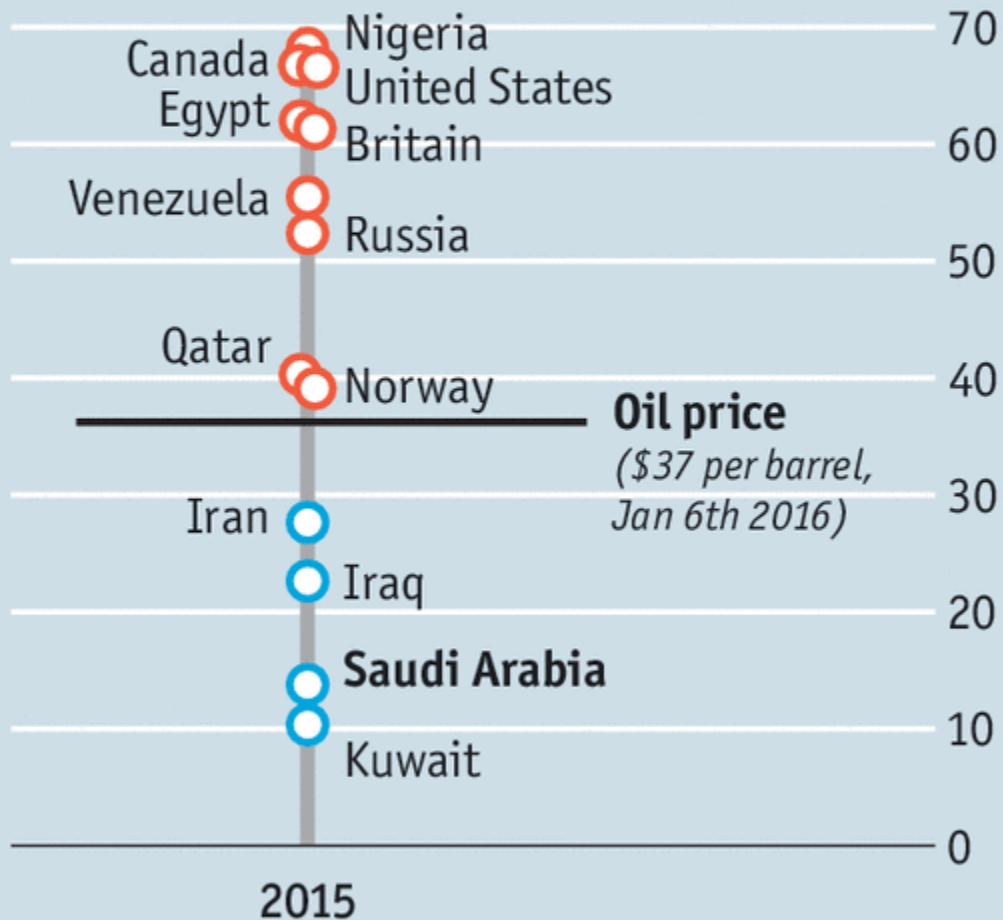 70
Nigeria
Canada
United States
Egypt
60
Britain
Venezuela
Russia
50
Qatar
40
Norway
Oil price
($37 per barrel,
Jan 6th 2016)
30
Iran
Iraq
20
Saudi Arabia
10
Kuwait
0
2015